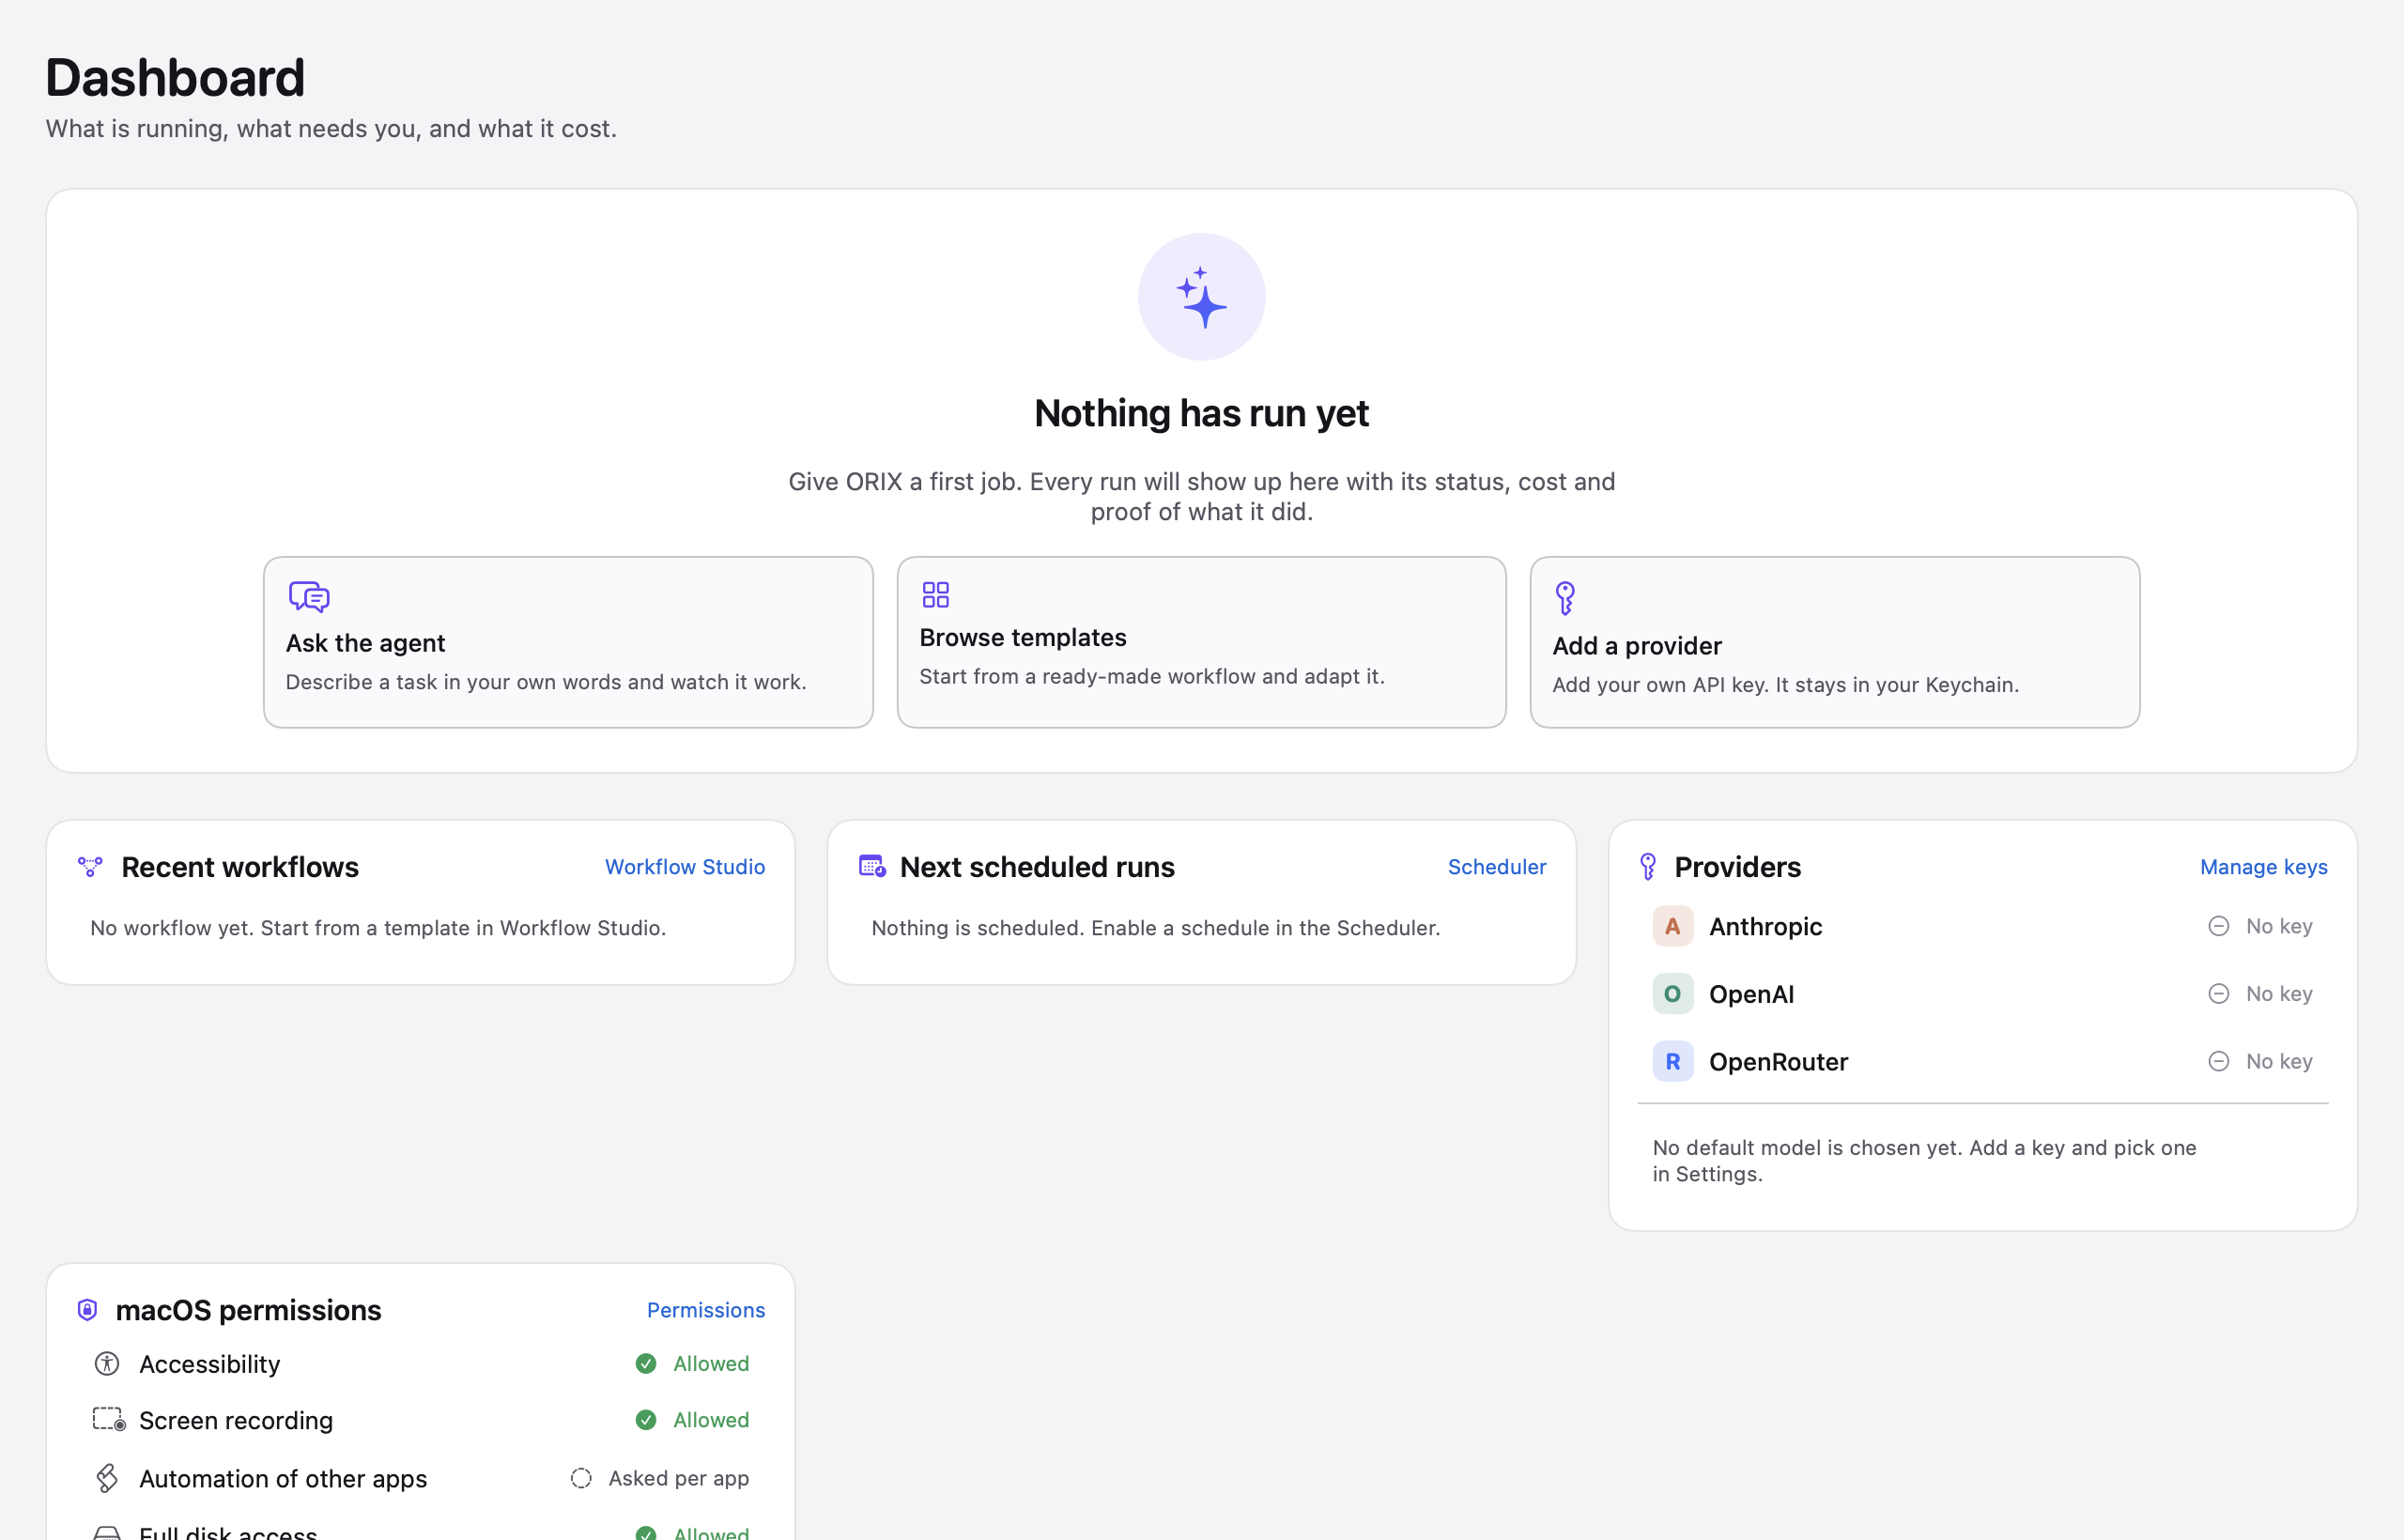 Dashboard
What is running, what needs you, and what it cost.
Nothing has run yet
Give ORIX a first job. Every run will show up here with its status, cost and
proof of what it did.
Ask the agent
Describe a task in your own words and watch it work.
Browse templates
Start from a ready-made workflow and adapt it.
Add a provider
Add your own API key. It stays in your Keychain.
Recent workflows
Workflow Studio
No workflow yet. Start from a template in Workflow Studio.
Next scheduled runs
Scheduler
Nothing is scheduled. Enable a schedule in the Scheduler.
Providers
Manage keys
A Anthropic No key
O OpenAI No key
R OpenRouter No key
No default model is chosen yet. Add a key and pick one
in Settings.
macOS permissions
Permissions
Accessibility Allowed
Screen recording Allowed
Automation of other apps Asked per app
Full disk access Allowed